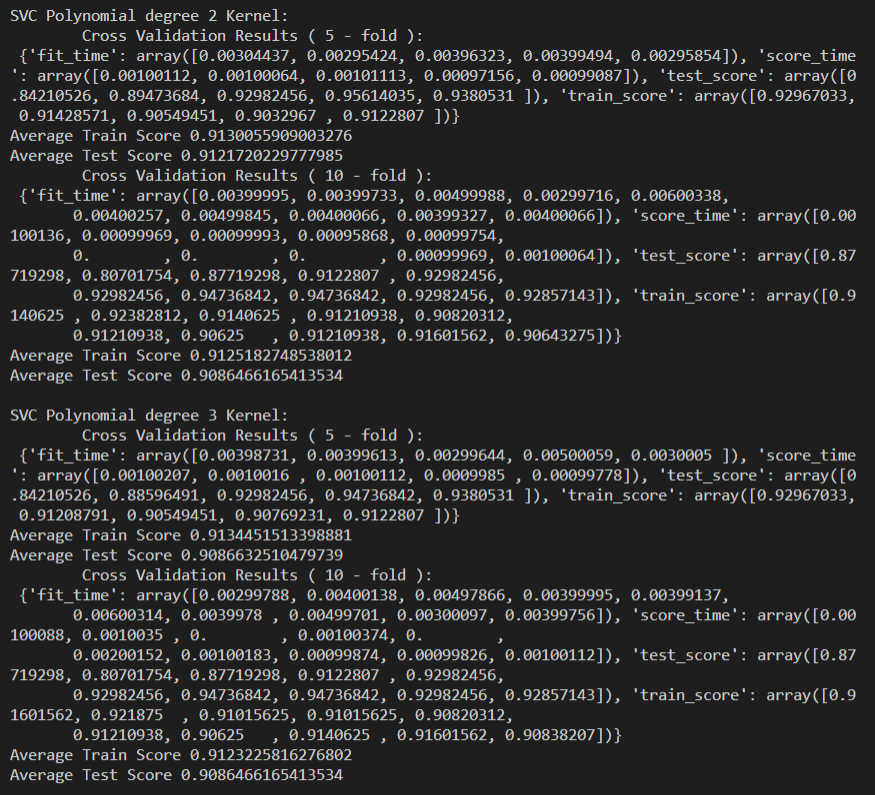 SVC Polynomial degree 2 Kernel:
        Cross Validation Results ( 5 - fold ):
 {'fit_time': array([0.00304437, 0.00295424, 0.00396323, 0.00399494, 0.00295854]), 'score_time
': array([0.00100112, 0.00100064, 0.00101113, 0.00097156, 0.00099087]), 'test_score': array([0
.84210526, 0.89473684, 0.92982456, 0.95614035, 0.9380531 ]), 'train_score': array([0.92967033,
 0.91428571, 0.90549451, 0.9032967 , 0.9122807 ])}
Average Train Score 0.9130055909003276
Average Test Score 0.9121720229777985
        Cross Validation Results ( 10 - fold ):
 {'fit_time': array([0.00399995, 0.00399733, 0.00499988, 0.00299716, 0.00600338,
       0.00400257, 0.00499845, 0.00400066, 0.00399327, 0.00400066]), 'score_time': array([0.00
100136, 0.00099969, 0.00099993, 0.00095868, 0.00099754,
       0.        , 0.        , 0.        , 0.00099969, 0.00100064]), 'test_score': array([0.87
719298, 0.80701754, 0.87719298, 0.9122807 , 0.92982456,
       0.92982456, 0.94736842, 0.94736842, 0.92982456, 0.92857143]), 'train_score': array([0.9
140625 , 0.92382812, 0.9140625 , 0.91210938, 0.90820312,
       0.91210938, 0.90625   , 0.91210938, 0.91601562, 0.90643275])}
Average Train Score 0.9125182748538012
Average Test Score 0.9086466165413534

SVC Polynomial degree 3 Kernel:
        Cross Validation Results ( 5 - fold ):
 {'fit_time': array([0.00398731, 0.00399613, 0.00299644, 0.00500059, 0.0030005 ]), 'score_time
': array([0.00100207, 0.0010016 , 0.00100112, 0.0009985 , 0.00099778]), 'test_score': array([0
.84210526, 0.88596491, 0.92982456, 0.94736842, 0.9380531 ]), 'train_score': array([0.92967033,
 0.91208791, 0.90549451, 0.90769231, 0.9122807 ])}
Average Train Score 0.9134451513398881
Average Test Score 0.9086632510479739
        Cross Validation Results ( 10 - fold ):
 {'fit_time': array([0.00299788, 0.00400138, 0.00497866, 0.00399995, 0.00399137,
       0.00600314, 0.0039978 , 0.00499701, 0.00300097, 0.00399756]), 'score_time': array([0.00
100088, 0.0010035 , 0.        , 0.00100374, 0.        ,
       0.00200152, 0.00100183, 0.00099874, 0.00099826, 0.00100112]), 'test_score': array([0.87
719298, 0.80701754, 0.87719298, 0.9122807 , 0.92982456,
       0.92982456, 0.94736842, 0.94736842, 0.92982456, 0.92857143]), 'train_score': array([0.9
1601562, 0.921875  , 0.91015625, 0.91015625, 0.90820312,
       0.91210938, 0.90625   , 0.9140625 , 0.91601562, 0.90838207])}
Average Train Score 0.9123225816276802
Average Test Score 0.9086466165413534